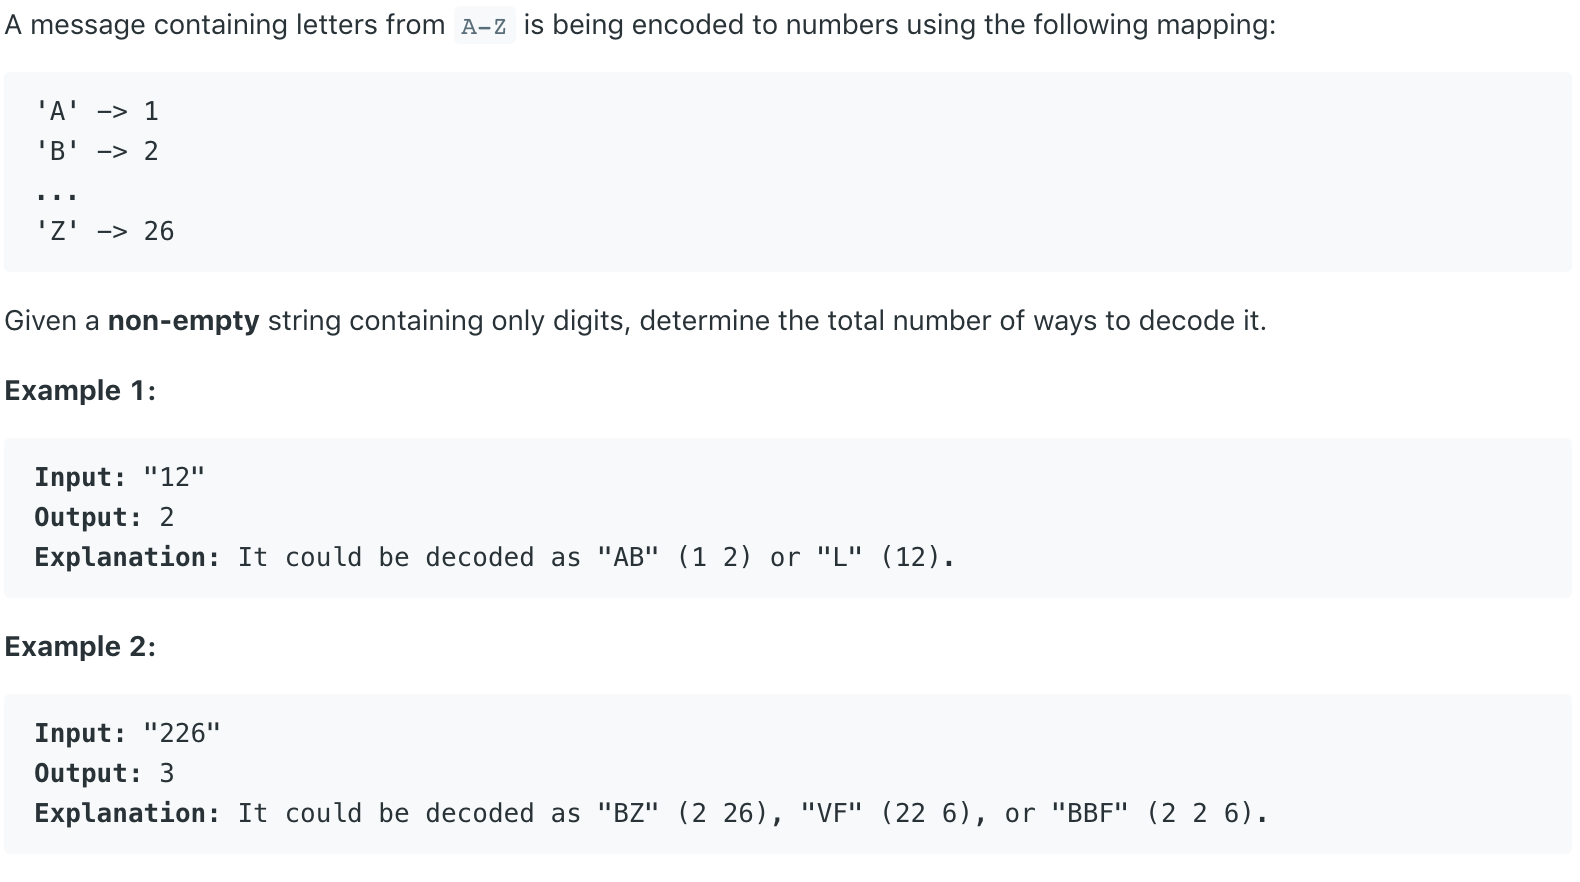 A message containing letters from A-Z is being encoded to numbers using the following mapping:
'A' -> 1
'B' -> 2
...
'Z' -> 26
Given a non-empty string containing only digits, determine the total number of ways to decode it.
Example 1:
Input: "12"
Output: 2
Explanation: It could be decoded as "AB" (1 2) or "L" (12).
Example 2:
Input: "226"
Output: 3
Explanation: It could be decoded as "BZ" (2 26), "VF" (22 6), or "BBF" (2 2 6).